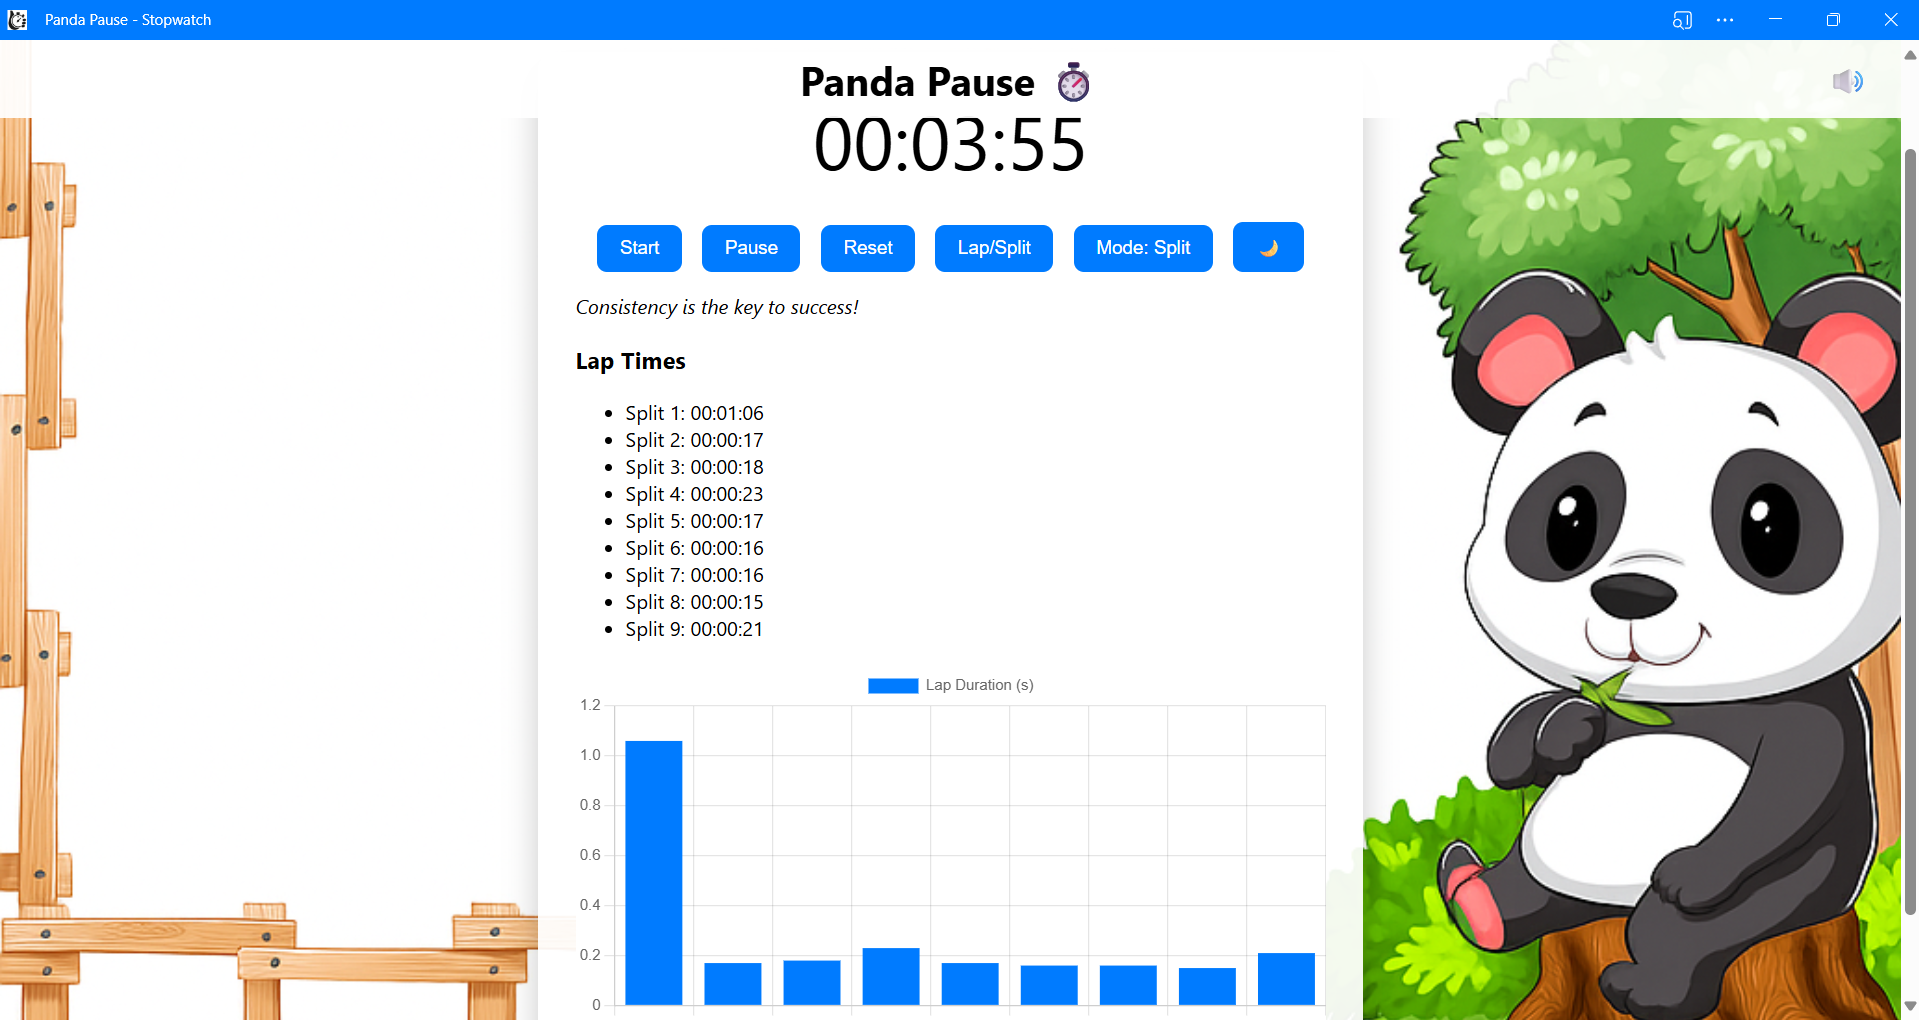 Panda Pause - Stopwatch
Panda Pause
00:03:55
Start Pause Reset Lap/Split Mode: Split
Consistency is the key to success!
Lap Times
Split 1: 00:01:06
Split 2: 00:00:17
Split 3: 00:00:18
Split 4: 00:00:23
Split 5: 00:00:17
Split 6: 00:00:16
Split 7: 00:00:16
Split 8: 00:00:15
Split 9: 00:00:21
Lap Duration (s)
1.2
1.0
0.8
0.6
0.4
0.2
0